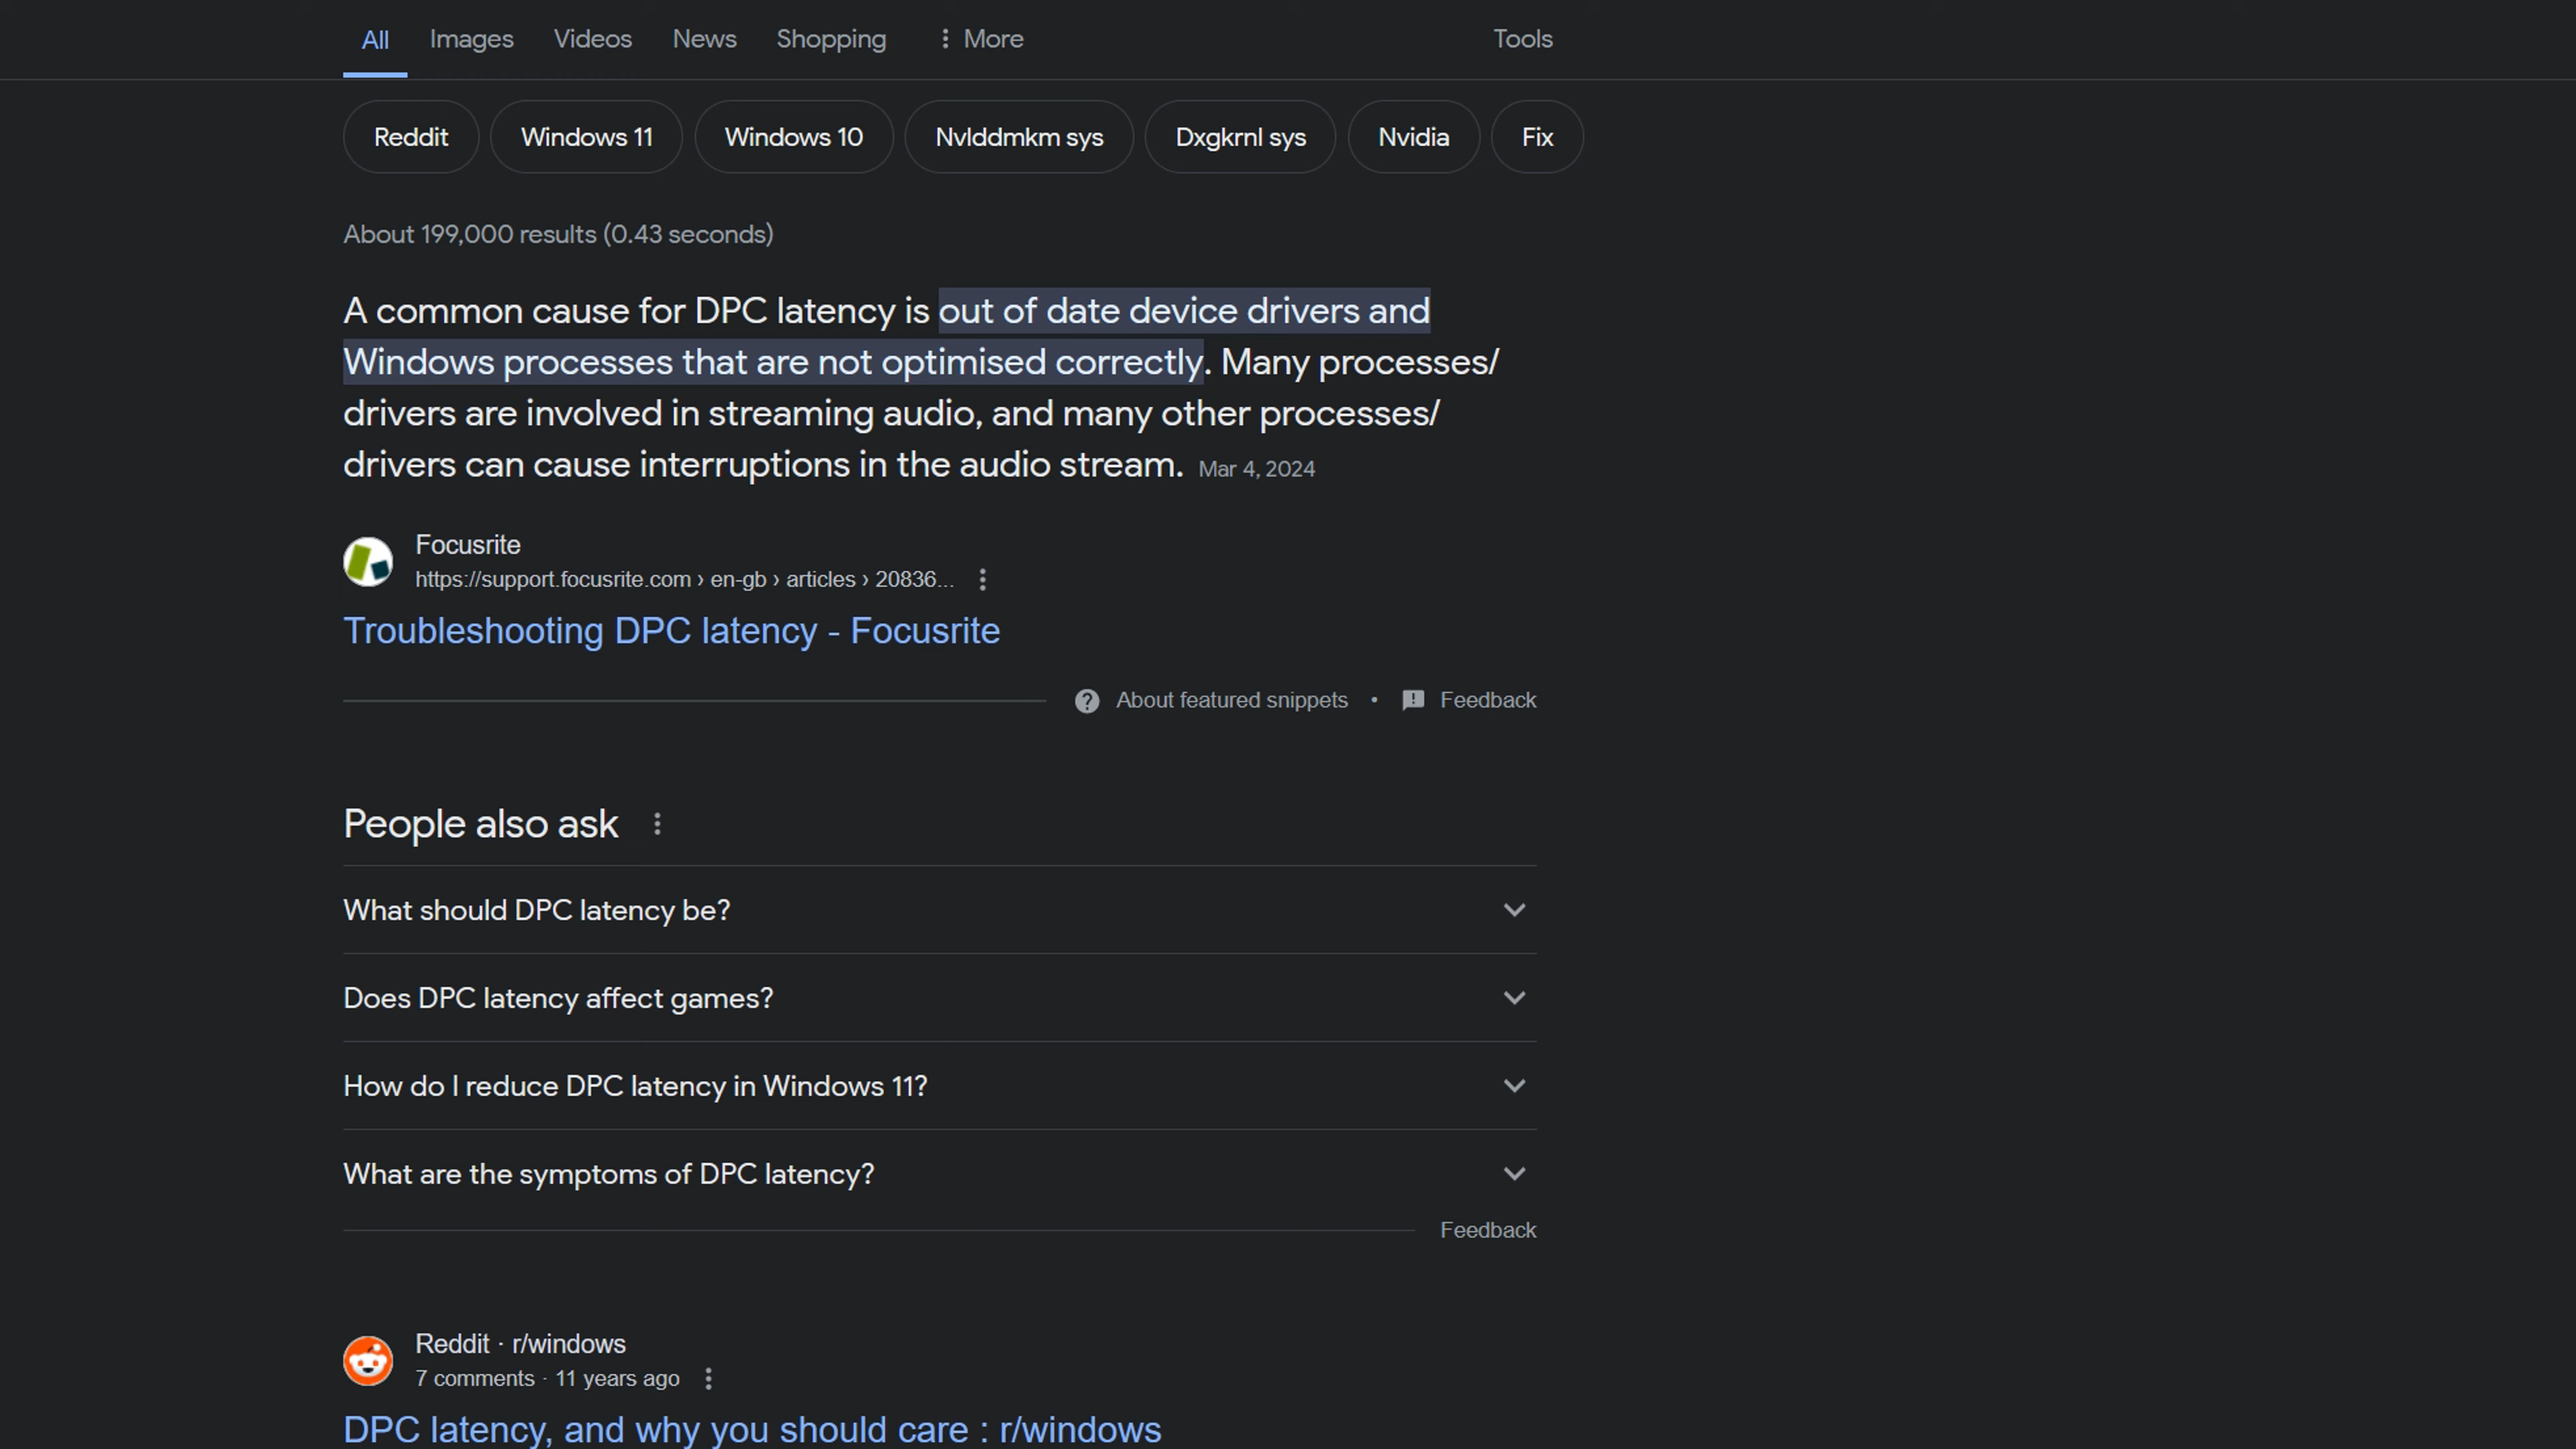 All
Images
Videos
News
Shopping
More
Tools
Reddit
Windows 11
Windows 10
Nvlddmkm sys
Dxgkrnl sys
Nvidia
Fix
About 199,000 results (0.43 seconds)
A common cause for DPC latency is out of date device drivers and
Windows processes that are not optimised correctly. Many processes/
drivers are involved in streaming audio, and many other processes/
drivers can cause interruptions in the audio stream. Mar 4, 2024
Focusrite
https://support.focusrite.com › en-gb › articles › 20836...
Troubleshooting DPC latency - Focusrite
About featured snippets • Feedback
People also ask
What should DPC latency be?
Does DPC latency affect games?
How do I reduce DPC latency in Windows 11?
What are the symptoms of DPC latency?
Feedback
Reddit · r/windows
7 comments · 11 years ago
DPC latency, and why you should care : r/windows